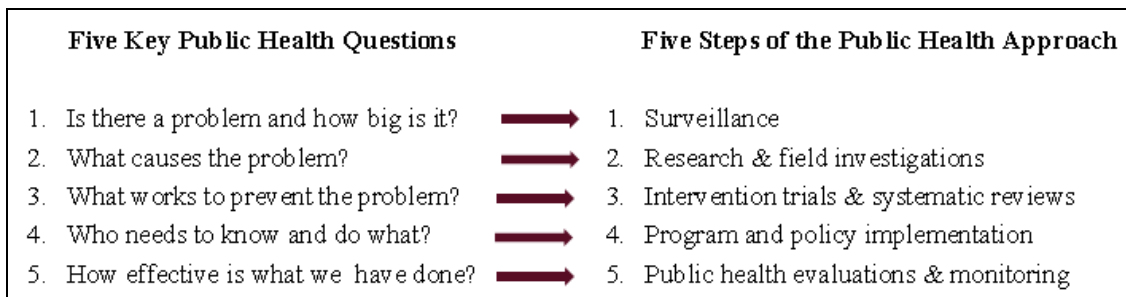 Five Key Public Health Questions
Five Steps of the Public Health Approach
1. Is there a problem and how big is it?
1. Surveillance
2. What causes the problem?
2. Research & field investigations
3. What works to prevent the problem?
3. Intervention trials & systematic reviews
4. Who needs to know and do what?
4. Program and policy implementation
5. How effective is what we have done?
5. Public health evaluations & monitoring